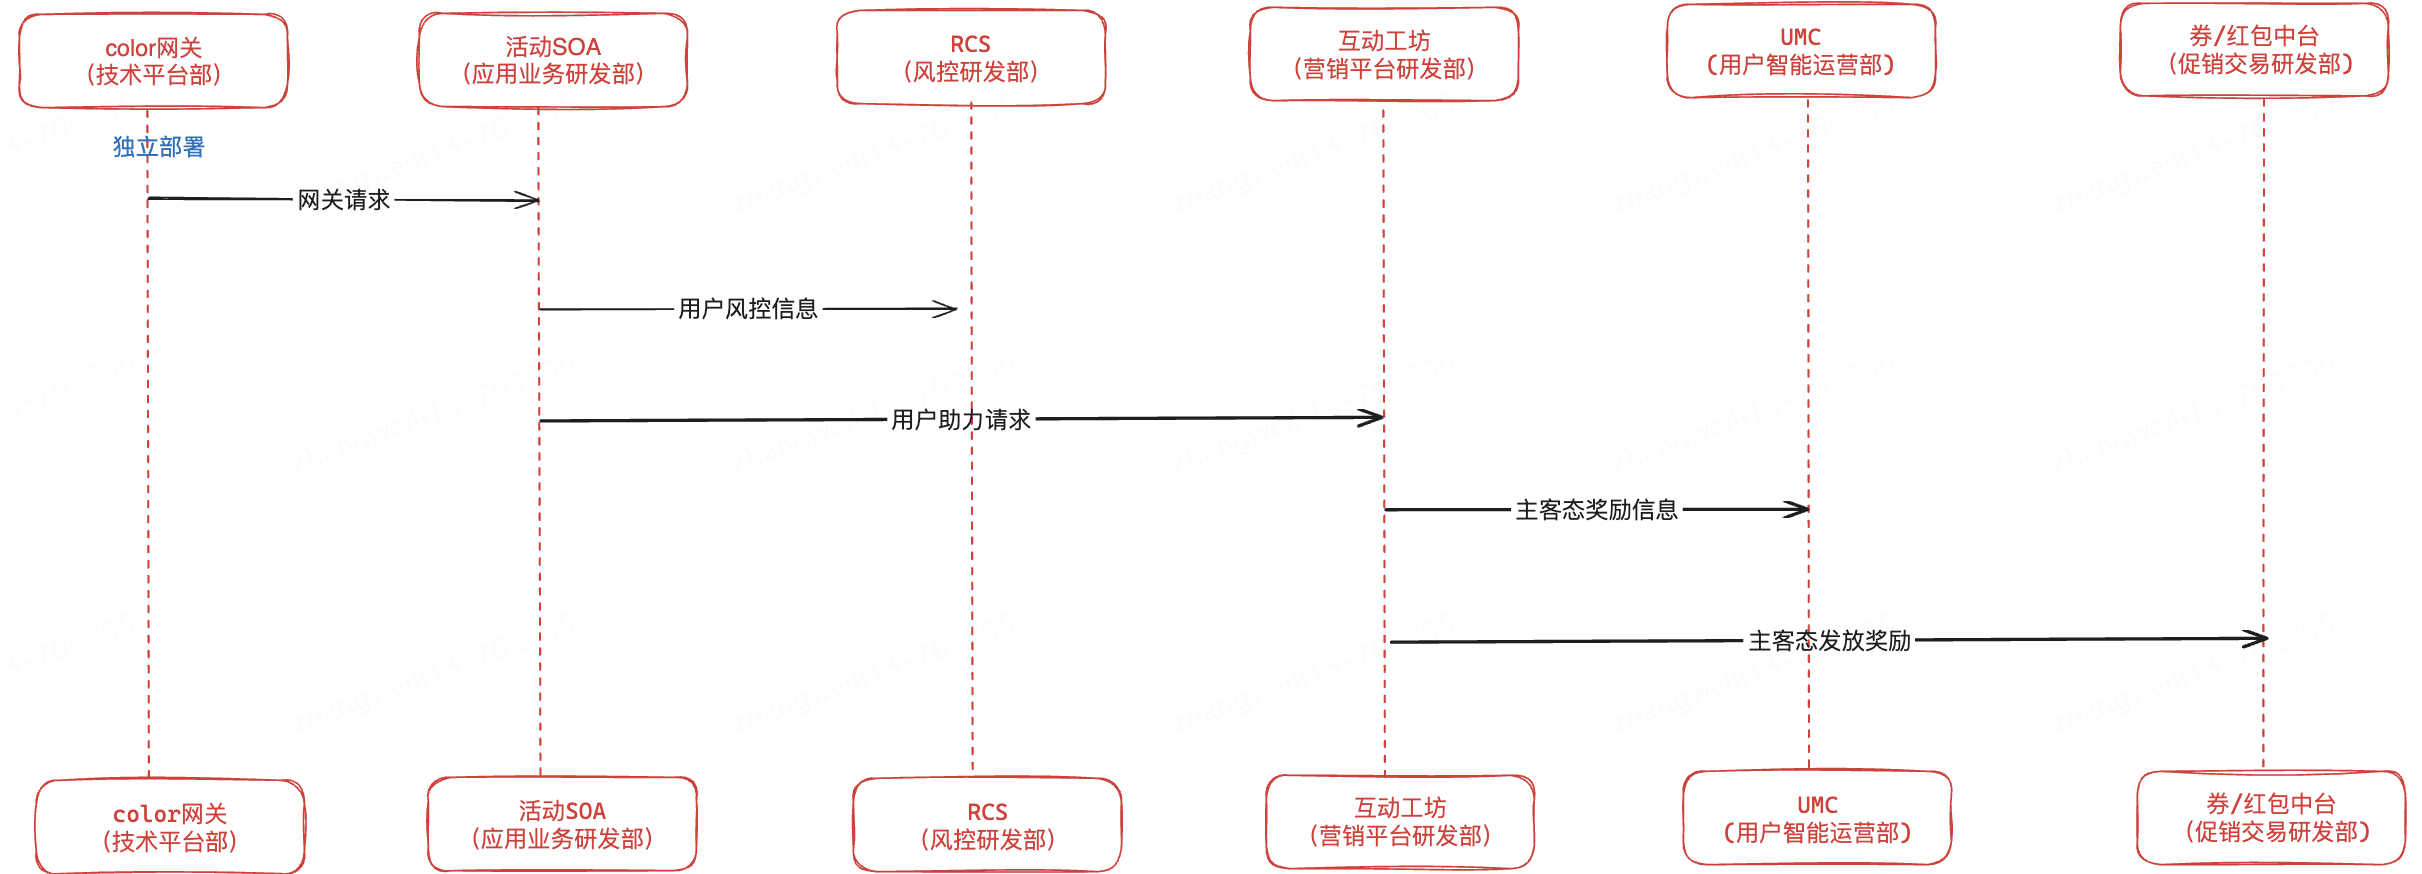 color网关
(技术平台部)
活动SOA
(应用业务研发部)
RCS
(风控研发部)
互动工坊
(营销平台研发部)
UMC
(用户智能运营部)
券/红包中台
(促销交易研发部)
独立部署
网关请求
用户风控信息
用户助力请求
主客态奖励信息
主客态发放奖励
color网关
(技术平台部)
活动SOA
(应用业务研发部)
RCS
(风控研发部)
互动工坊
(营销平台研发部)
UMC
(用户智能运营部)
券/红包中台
(促销交易研发部)